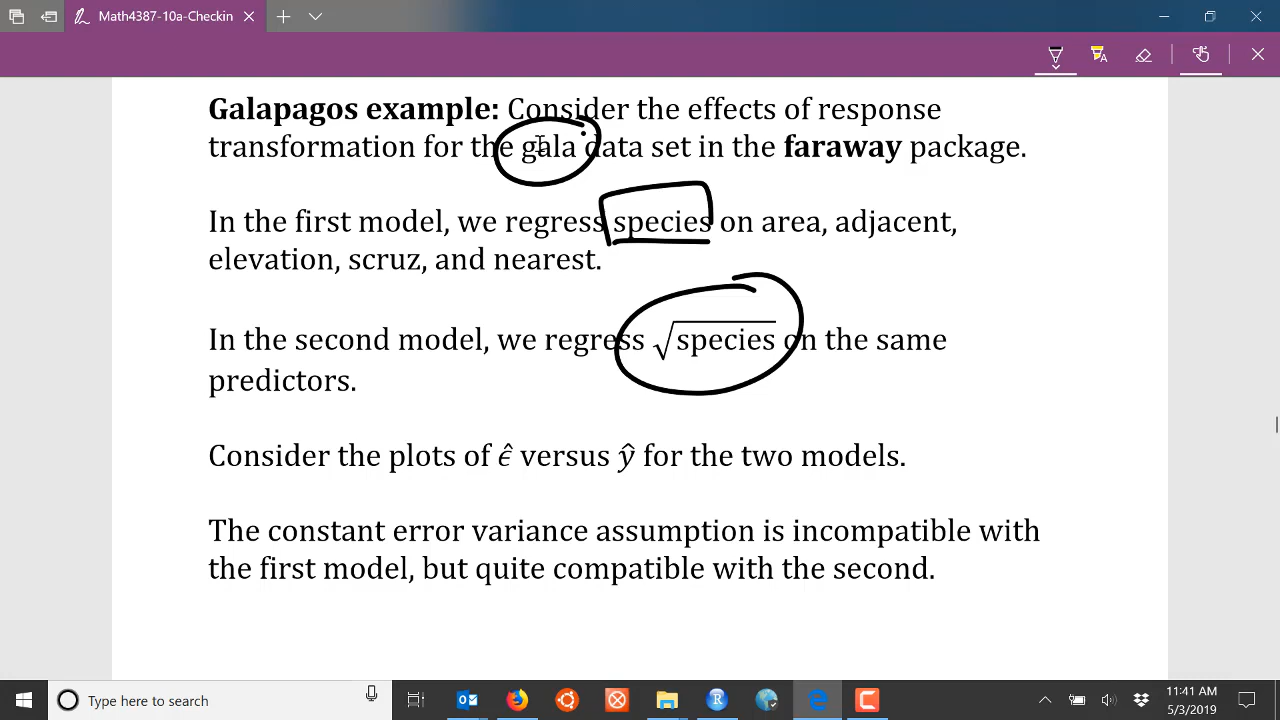 Math4387-10a-Checkin
Galapagos example: Consider the effects of response
transformation for the gala data set in the faraway package.
In the first model, we regress species on area, adjacent,
elevation, scruz, and nearest.
In the second model, we regress √species on the same
predictors.
Consider the plots of ε̂ versus ŷ for the two models.
The constant error variance assumption is incompatible with
the first model, but quite compatible with the second.
Type here to search
11:41 AM
5/3/2019